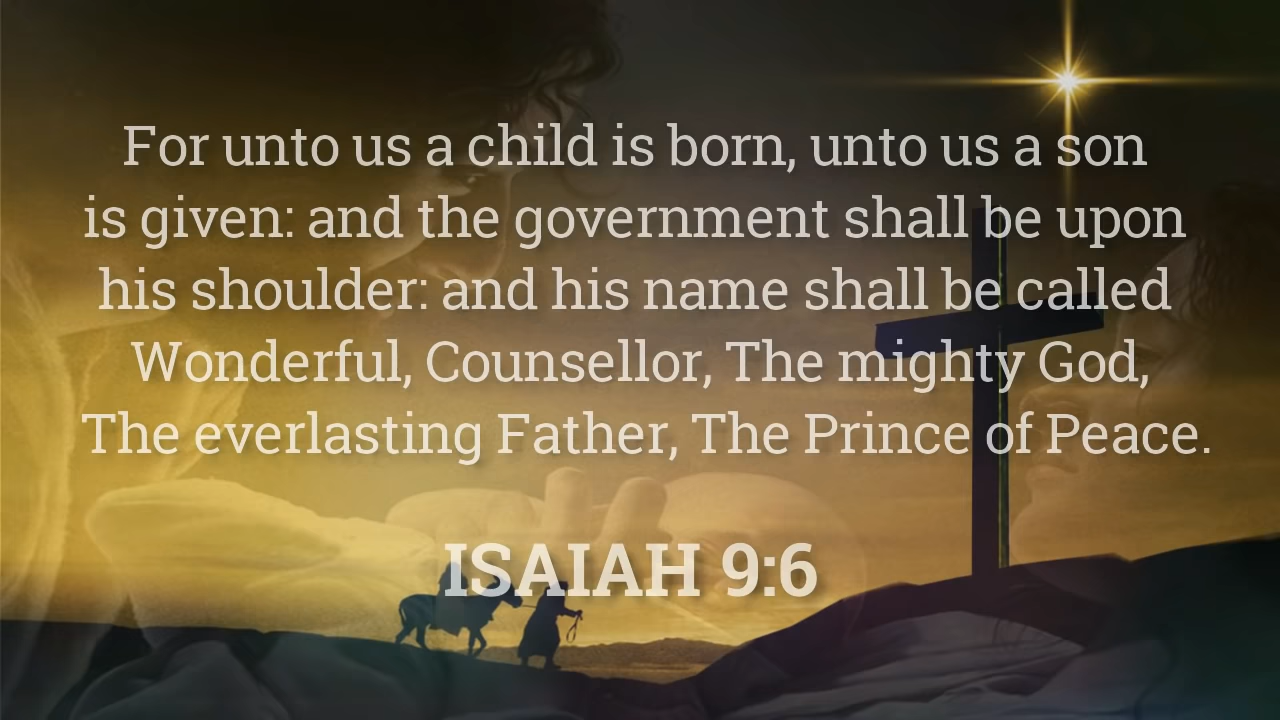 For unto us a child is born, unto us a son
is given: and the government shall be upon
his shoulder: and his name shall be called
Wonderful, Counsellor, The mighty God,
The everlasting Father, The Prince of Peace.
ISAIAH 9:6